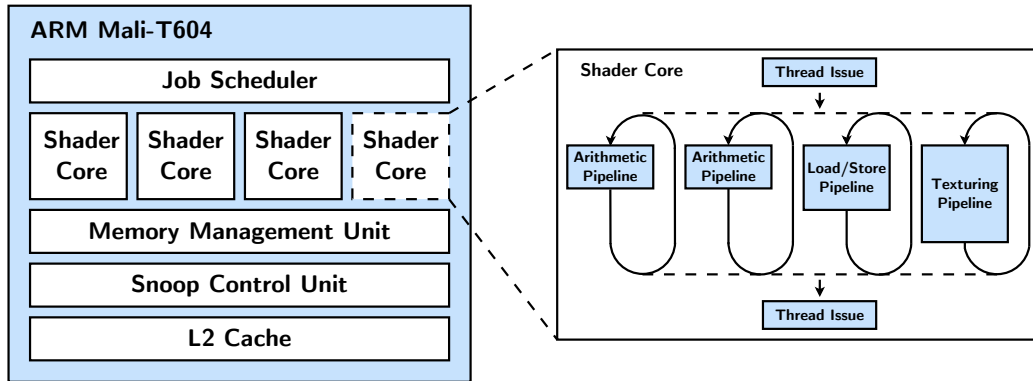 ARM Mali-T604
Job Scheduler
Shader
Core
Shader
Core
Shader
Core
Shader
Core
Memory Management Unit
Snoop Control Unit
L2 Cache
Shader Core
Thread Issue
Arithmetic
Pipeline
Arithmetic
Pipeline
Load/Store
Pipeline
Texturing
Pipeline
Thread Issue